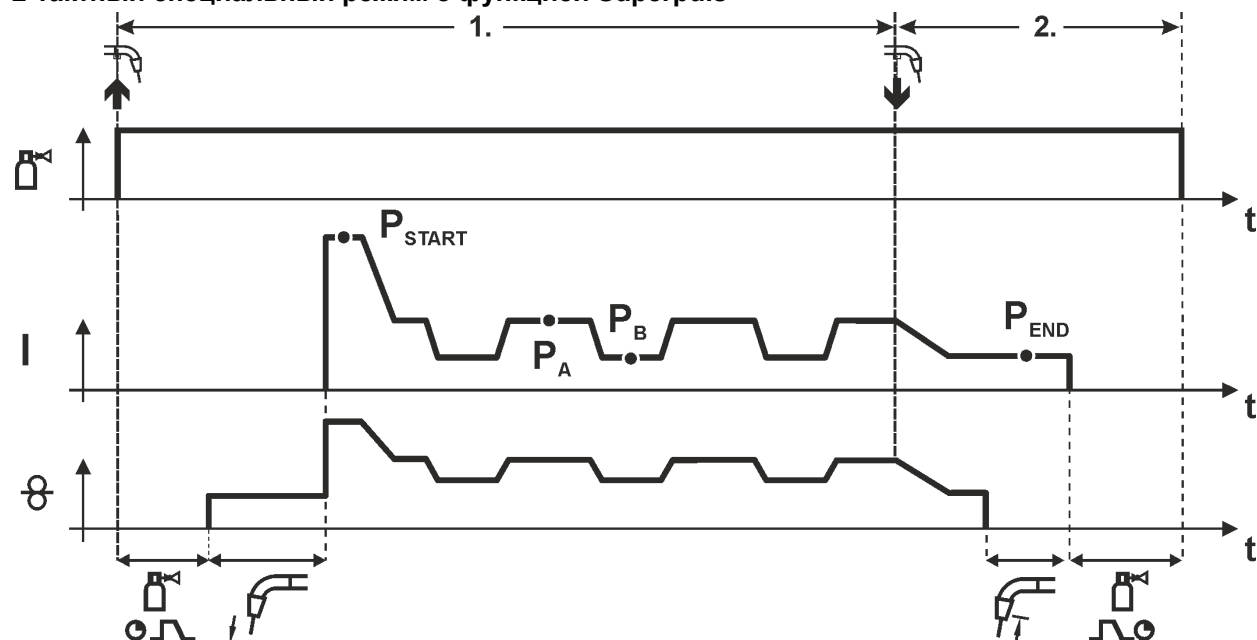 2-тактный специальный режим с функцией Superpuls
1.
2.
t
PSTART
PA
PB
PEND
I
t
t